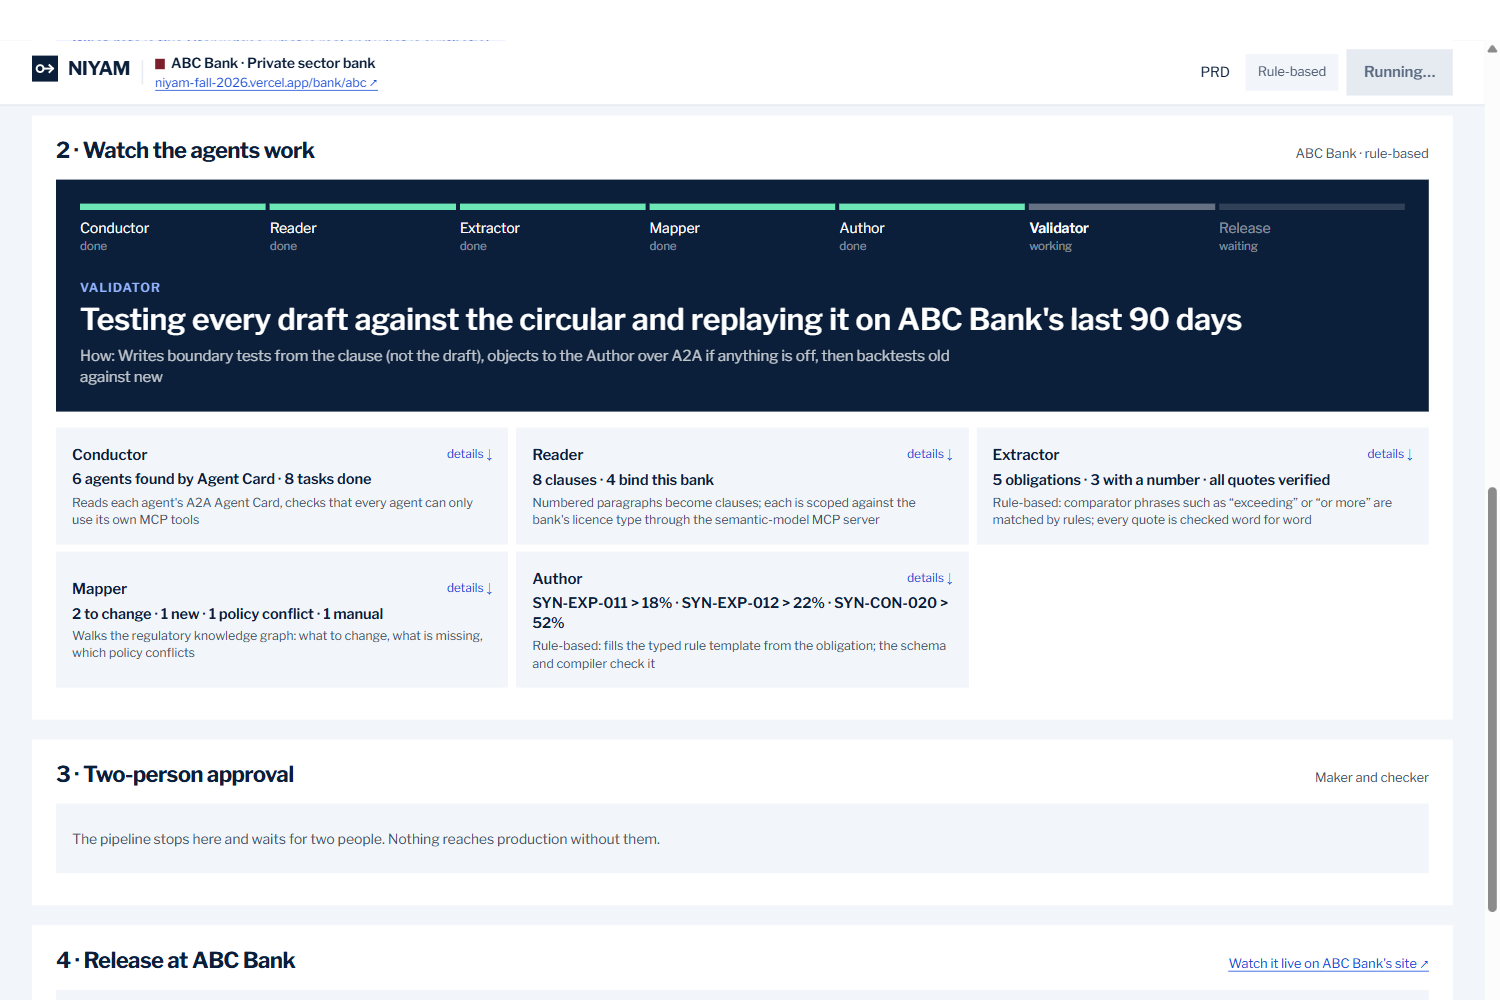 NIYAM
ABC Bank · Private sector bank
niyam-fall-2026.vercel.app/bank/abc ↗
PRD
Rule-based
Running...
2 · Watch the agents work
ABC Bank · rule-based
Conductor
done
Reader
done
Extractor
done
Mapper
done
Author
done
Validator
working
Release
waiting
VALIDATOR
Testing every draft against the circular and replaying it on ABC Bank's last 90 days
How: Writes boundary tests from the clause (not the draft), objects to the Author over A2A if anything is off, then backtests old
against new
Conductor
details ↓
6 agents found by Agent Card · 8 tasks done
Reads each agent's A2A Agent Card, checks that every agent can only
use its own MCP tools
Reader
details ↓
8 clauses · 4 bind this bank
Numbered paragraphs become clauses; each is scoped against the
bank's licence type through the semantic-model MCP server
Extractor
details ↓
5 obligations · 3 with a number · all quotes verified
Rule-based: comparator phrases such as “exceeding” or “or more” are
matched by rules; every quote is checked word for word
Mapper
details ↓
2 to change · 1 new · 1 policy conflict · 1 manual
Walks the regulatory knowledge graph: what to change, what is missing,
which policy conflicts
Author
details ↓
SYN-EXP-011 > 18% · SYN-EXP-012 > 22% · SYN-CON-020 >
52%
Rule-based: fills the typed rule template from the obligation; the schema
and compiler check it
3 · Two-person approval
Maker and checker
The pipeline stops here and waits for two people. Nothing reaches production without them.
4 · Release at ABC Bank
Watch it live on ABC Bank's site ↗